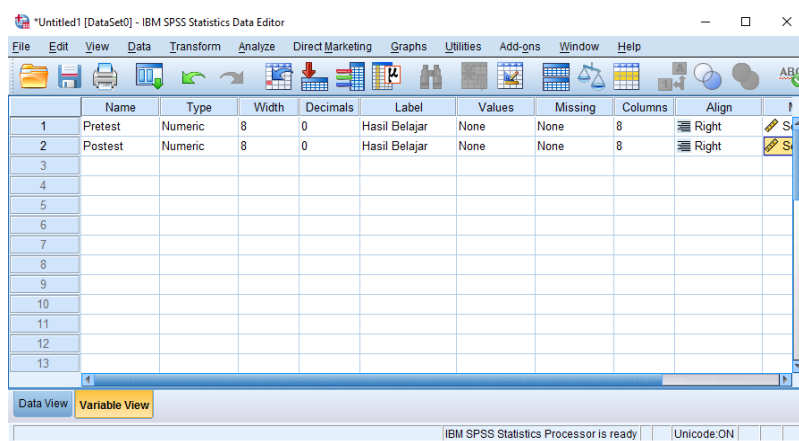 *Untitled1 [DataSet0] - IBM SPSS Statistics Data Editor
File Edit View Data Transform Analyze Direct Marketing Graphs Utilities Add-ons Window Help
Name Type Width Decimals Label Values Missing Columns Align
1 Pretest Numeric 8 0 Hasil Belajar None None 8 Right
2 Postest Numeric 8 0 Hasil Belajar None None 8 Right
3
4
5
6
7
8
9
10
11
12
13
Data View Variable View
IBM SPSS Statistics Processor is ready Unicode:ON